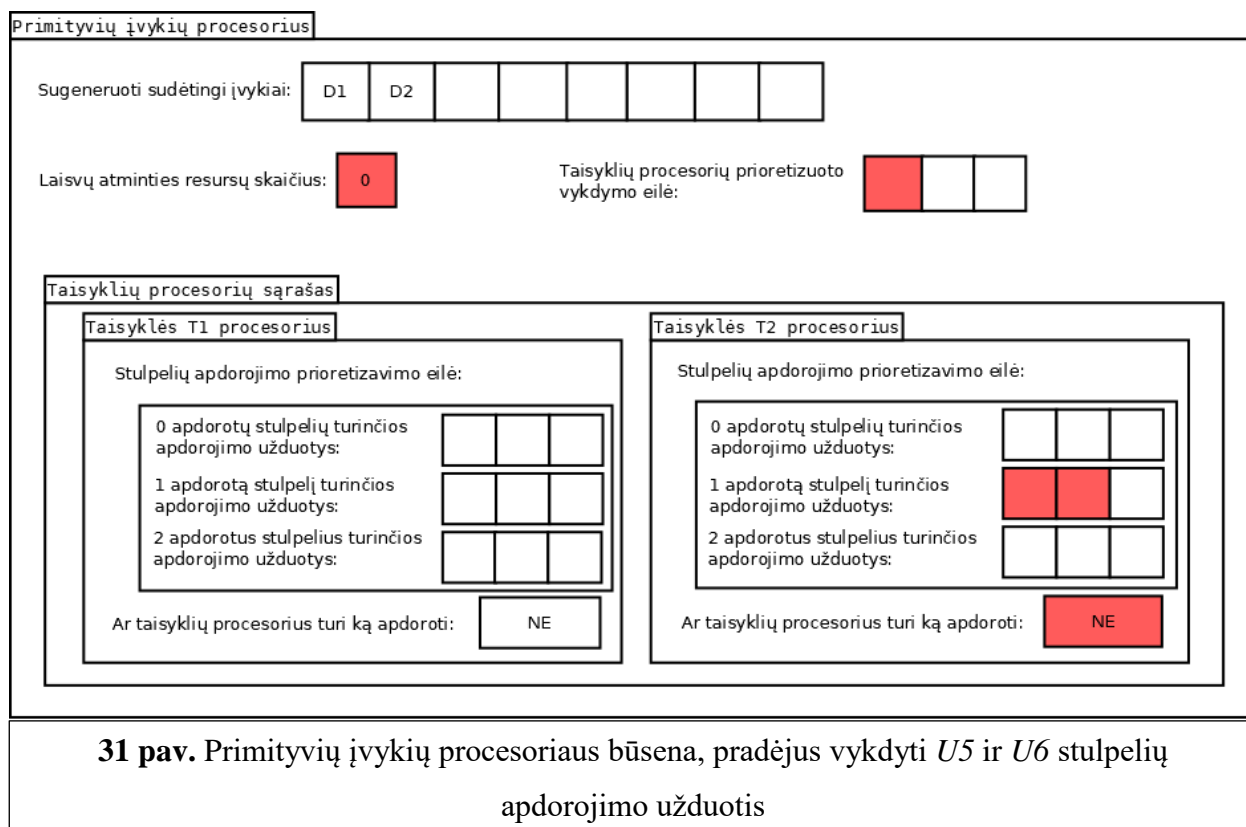 Primityvių įvykių procesorius
Sugeneruoti sudėtingi įvykiai: D1 D2
Laisvų atminties resursų skaičius: 0
Taisyklių procesorių prioretizuoto
vykdymo eilė:
Taisyklių procesorių sąrašas
Taisyklės T1 procesorius
Stulpelių apdorojimo prioretizavimo eilė:
0 apdorotų stulpelių turinčios
apdorojimo užduotys:
1 apdorotą stulpelį turinčios
apdorojimo užduotys:
2 apdorotus stulpelius turinčios
apdorojimo užduotys:
Ar taisyklių procesorius turi ką apdoroti: NE
Taisyklės T2 procesorius
Stulpelių apdorojimo prioretizavimo eilė:
0 apdorotų stulpelių turinčios
apdorojimo užduotys:
1 apdorotą stulpelį turinčios
apdorojimo užduotys:
2 apdorotus stulpelius turinčios
apdorojimo užduotys:
Ar taisyklių procesorius turi ką apdoroti: NE
31 pav. Primityvių įvykių procesoriaus būsena, pradėjus vykdyti U5 ir U6 stulpelių
apdorojimo užduotis